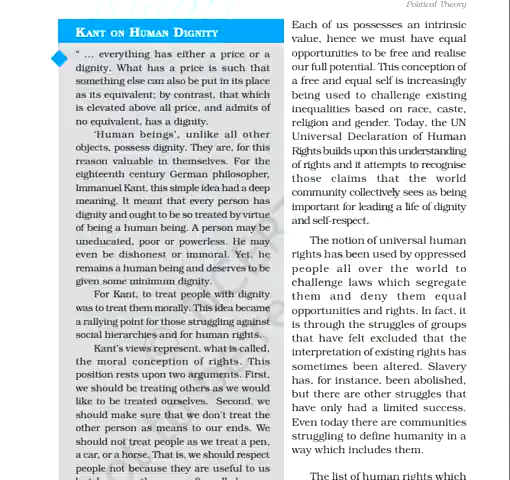 Political Theory
KANT ON HUMAN DIGNITY
“ ... everything has either a price or a
dignity. What has a price is such that
something else can also be put in its place
as its equivalent; by contrast, that which
is elevated above all price, and admits of
no equivalent, has a dignity.
‘Human beings’, unlike all other
objects, possess dignity. They are, for this
reason valuable in themselves. For the
eighteenth century German philosopher,
Immanuel Kant, this simple idea had a deep
meaning. It meant that every person has
dignity and ought to be so treated by virtue
of being a human being. A person may be
uneducated, poor or powerless. He may
even be dishonest or immoral. Yet, he
remains a human being and deserves to be
given some minimum dignity.
For Kant, to treat people with dignity
was to treat them morally. This idea became
a rallying point for those struggling against
social hierarchies and for human rights.
Kant’s views represent, what is called,
the moral conception of rights. This
position rests upon two arguments. First,
we should be treating others as we would
like to be treated ourselves. Second, we
should make sure that we don’t treat the
other person as means to our ends. We
should not treat people as we treat a pen,
a car, or a horse. That is, we should respect
people not because they are useful to us
Each of us possesses an intrinsic
value, hence we must have equal
opportunities to be free and realise
our full potential. This conception of
a free and equal self is increasingly
being used to challenge existing
inequalities based on race, caste,
religion and gender. Today, the UN
Universal Declaration of Human
Rights builds upon this understanding
of rights and it attempts to recognise
those claims that the world
community collectively sees as being
important for leading a life of dignity
and self-respect.
The notion of universal human
rights has been used by oppressed
people all over the world to
challenge laws which segregate
them and deny them equal
opportunities and rights. In fact, it
is through the struggles of groups
that have felt excluded that the
interpretation of existing rights has
sometimes been altered. Slavery
has, for instance, been abolished,
but there are other struggles that
have only had a limited success.
Even today there are communities
struggling to define humanity in a
way which includes them.
The list of human rights which